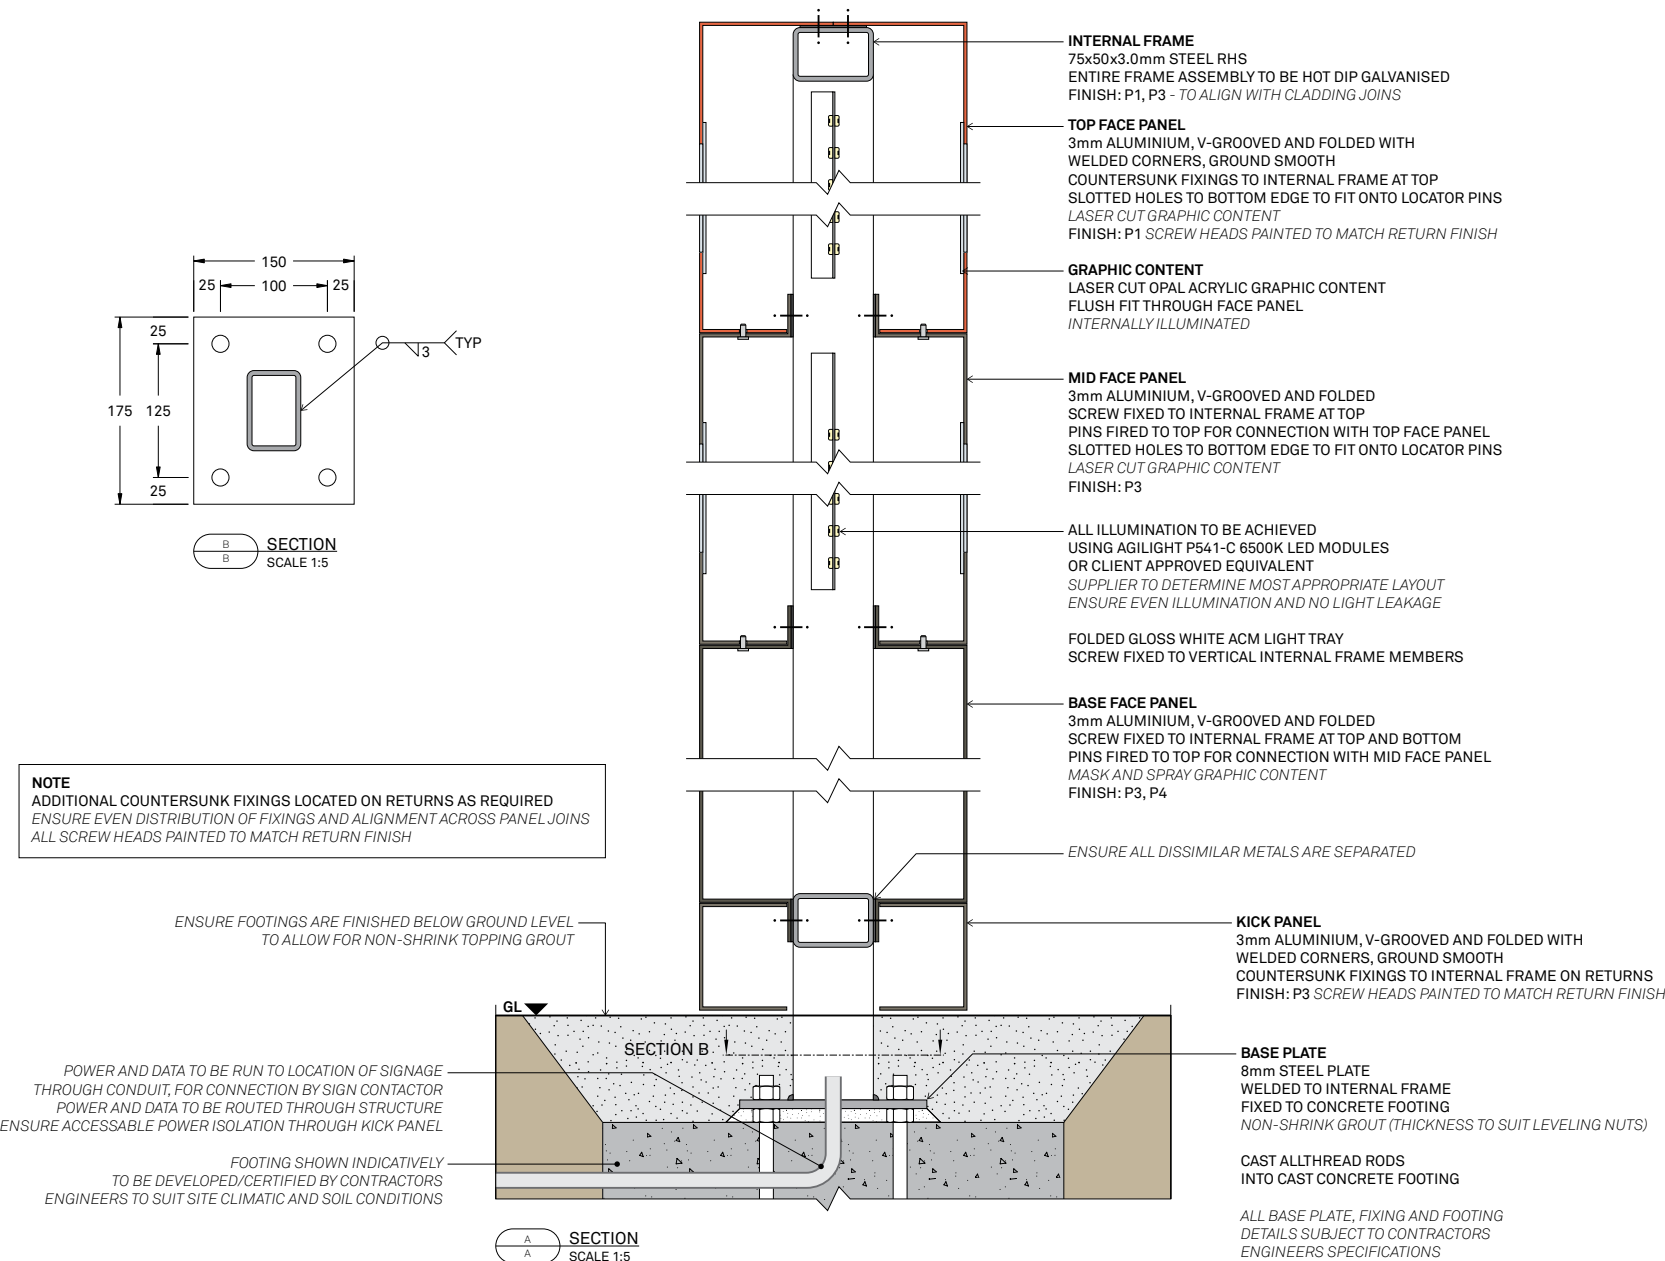 INTERNAL FRAME
75x50x3.0mm STEEL RHS
ENTIRE FRAME ASSEMBLY TO BE HOT DIP GALVANISED
FINISH: P1, P3 - TO ALIGN WITH CLADDING JOINS
TOP FACE PANEL
3mm ALUMINIUM, V-GROOVED AND FOLDED WITH
WELDED CORNERS, GROUND SMOOTH
COUNTERSUNK FIXINGS TO INTERNAL FRAME AT TOP
SLOTTED HOLES TO BOTTOM EDGE TO FIT ONTO LOCATOR PINS
LASER CUT GRAPHIC CONTENT
FINISH: P1 SCREW HEADS PAINTED TO MATCH RETURN FINISH
GRAPHIC CONTENT
LASER CUT OPAL ACRYLIC GRAPHIC CONTENT
FLUSH FIT THROUGH FACE PANEL
INTERNALLY ILLUMINATED
MID FACE PANEL
3mm ALUMINIUM, V-GROOVED AND FOLDED
SCREW FIXED TO INTERNAL FRAME AT TOP
PINS FIRED TO TOP FOR CONNECTION WITH TOP FACE PANEL
SLOTTED HOLES TO BOTTOM EDGE TO FIT ONTO LOCATOR PINS
LASER CUT GRAPHIC CONTENT
FINISH: P3
ALL ILLUMINATION TO BE ACHIEVED
USING AGILIGHT P541-C 6500K LED MODULES
OR CLIENT APPROVED EQUIVALENT
SUPPLIER TO DETERMINE MOST APPROPRIATE LAYOUT
ENSURE EVEN ILLUMINATION AND NO LIGHT LEAKAGE
FOLDED GLOSS WHITE ACM LIGHT TRAY
SCREW FIXED TO VERTICAL INTERNAL FRAME MEMBERS
BASE FACE PANEL
3mm ALUMINIUM, V-GROOVED AND FOLDED
SCREW FIXED TO INTERNAL FRAME AT TOP AND BOTTOM
PINS FIRED TO TOP FOR CONNECTION WITH MID FACE PANEL
MASK AND SPRAY GRAPHIC CONTENT
FINISH: P3, P4
ENSURE ALL DISSIMILAR METALS ARE SEPARATED
KICK PANEL
3mm ALUMINIUM, V-GROOVED AND FOLDED WITH
WELDED CORNERS, GROUND SMOOTH
COUNTERSUNK FIXINGS TO INTERNAL FRAME ON RETURNS
FINISH: P3 SCREW HEADS PAINTED TO MATCH RETURN FINISH
BASE PLATE
8mm STEEL PLATE
WELDED TO INTERNAL FRAME
FIXED TO CONCRETE FOOTING
NON-SHRINK GROUT (THICKNESS TO SUIT LEVELING NUTS)
CAST ALLTHREAD RODS
INTO CAST CONCRETE FOOTING
ALL BASE PLATE, FIXING AND FOOTING
DETAILS SUBJECT TO CONTRACTORS
ENGINEERS SPECIFICATIONS
150
25 100 25
25
175 125
25
3 TYP
B
B
SECTION
SCALE 1:5
NOTE
ADDITIONAL COUNTERSUNK FIXINGS LOCATED ON RETURNS AS REQUIRED
ENSURE EVEN DISTRIBUTION OF FIXINGS AND ALIGNMENT ACROSS PANEL JOINS
ALL SCREW HEADS PAINTED TO MATCH RETURN FINISH
ENSURE FOOTINGS ARE FINISHED BELOW GROUND LEVEL
TO ALLOW FOR NON-SHRINK TOPPING GROUT
GL
SECTION B
POWER AND DATA TO BE RUN TO LOCATION OF SIGNAGE
THROUGH CONDUIT, FOR CONNECTION BY SIGN CONTACTOR
POWER AND DATA TO BE ROUTED THROUGH STRUCTURE
ENSURE ACCESSABLE POWER ISOLATION THROUGH KICK PANEL
FOOTING SHOWN INDICATIVELY
TO BE DEVELOPED/CERTIFIED BY CONTRACTORS
ENGINEERS TO SUIT SITE CLIMATIC AND SOIL CONDITIONS
A
A
SECTION
SCALE 1:5